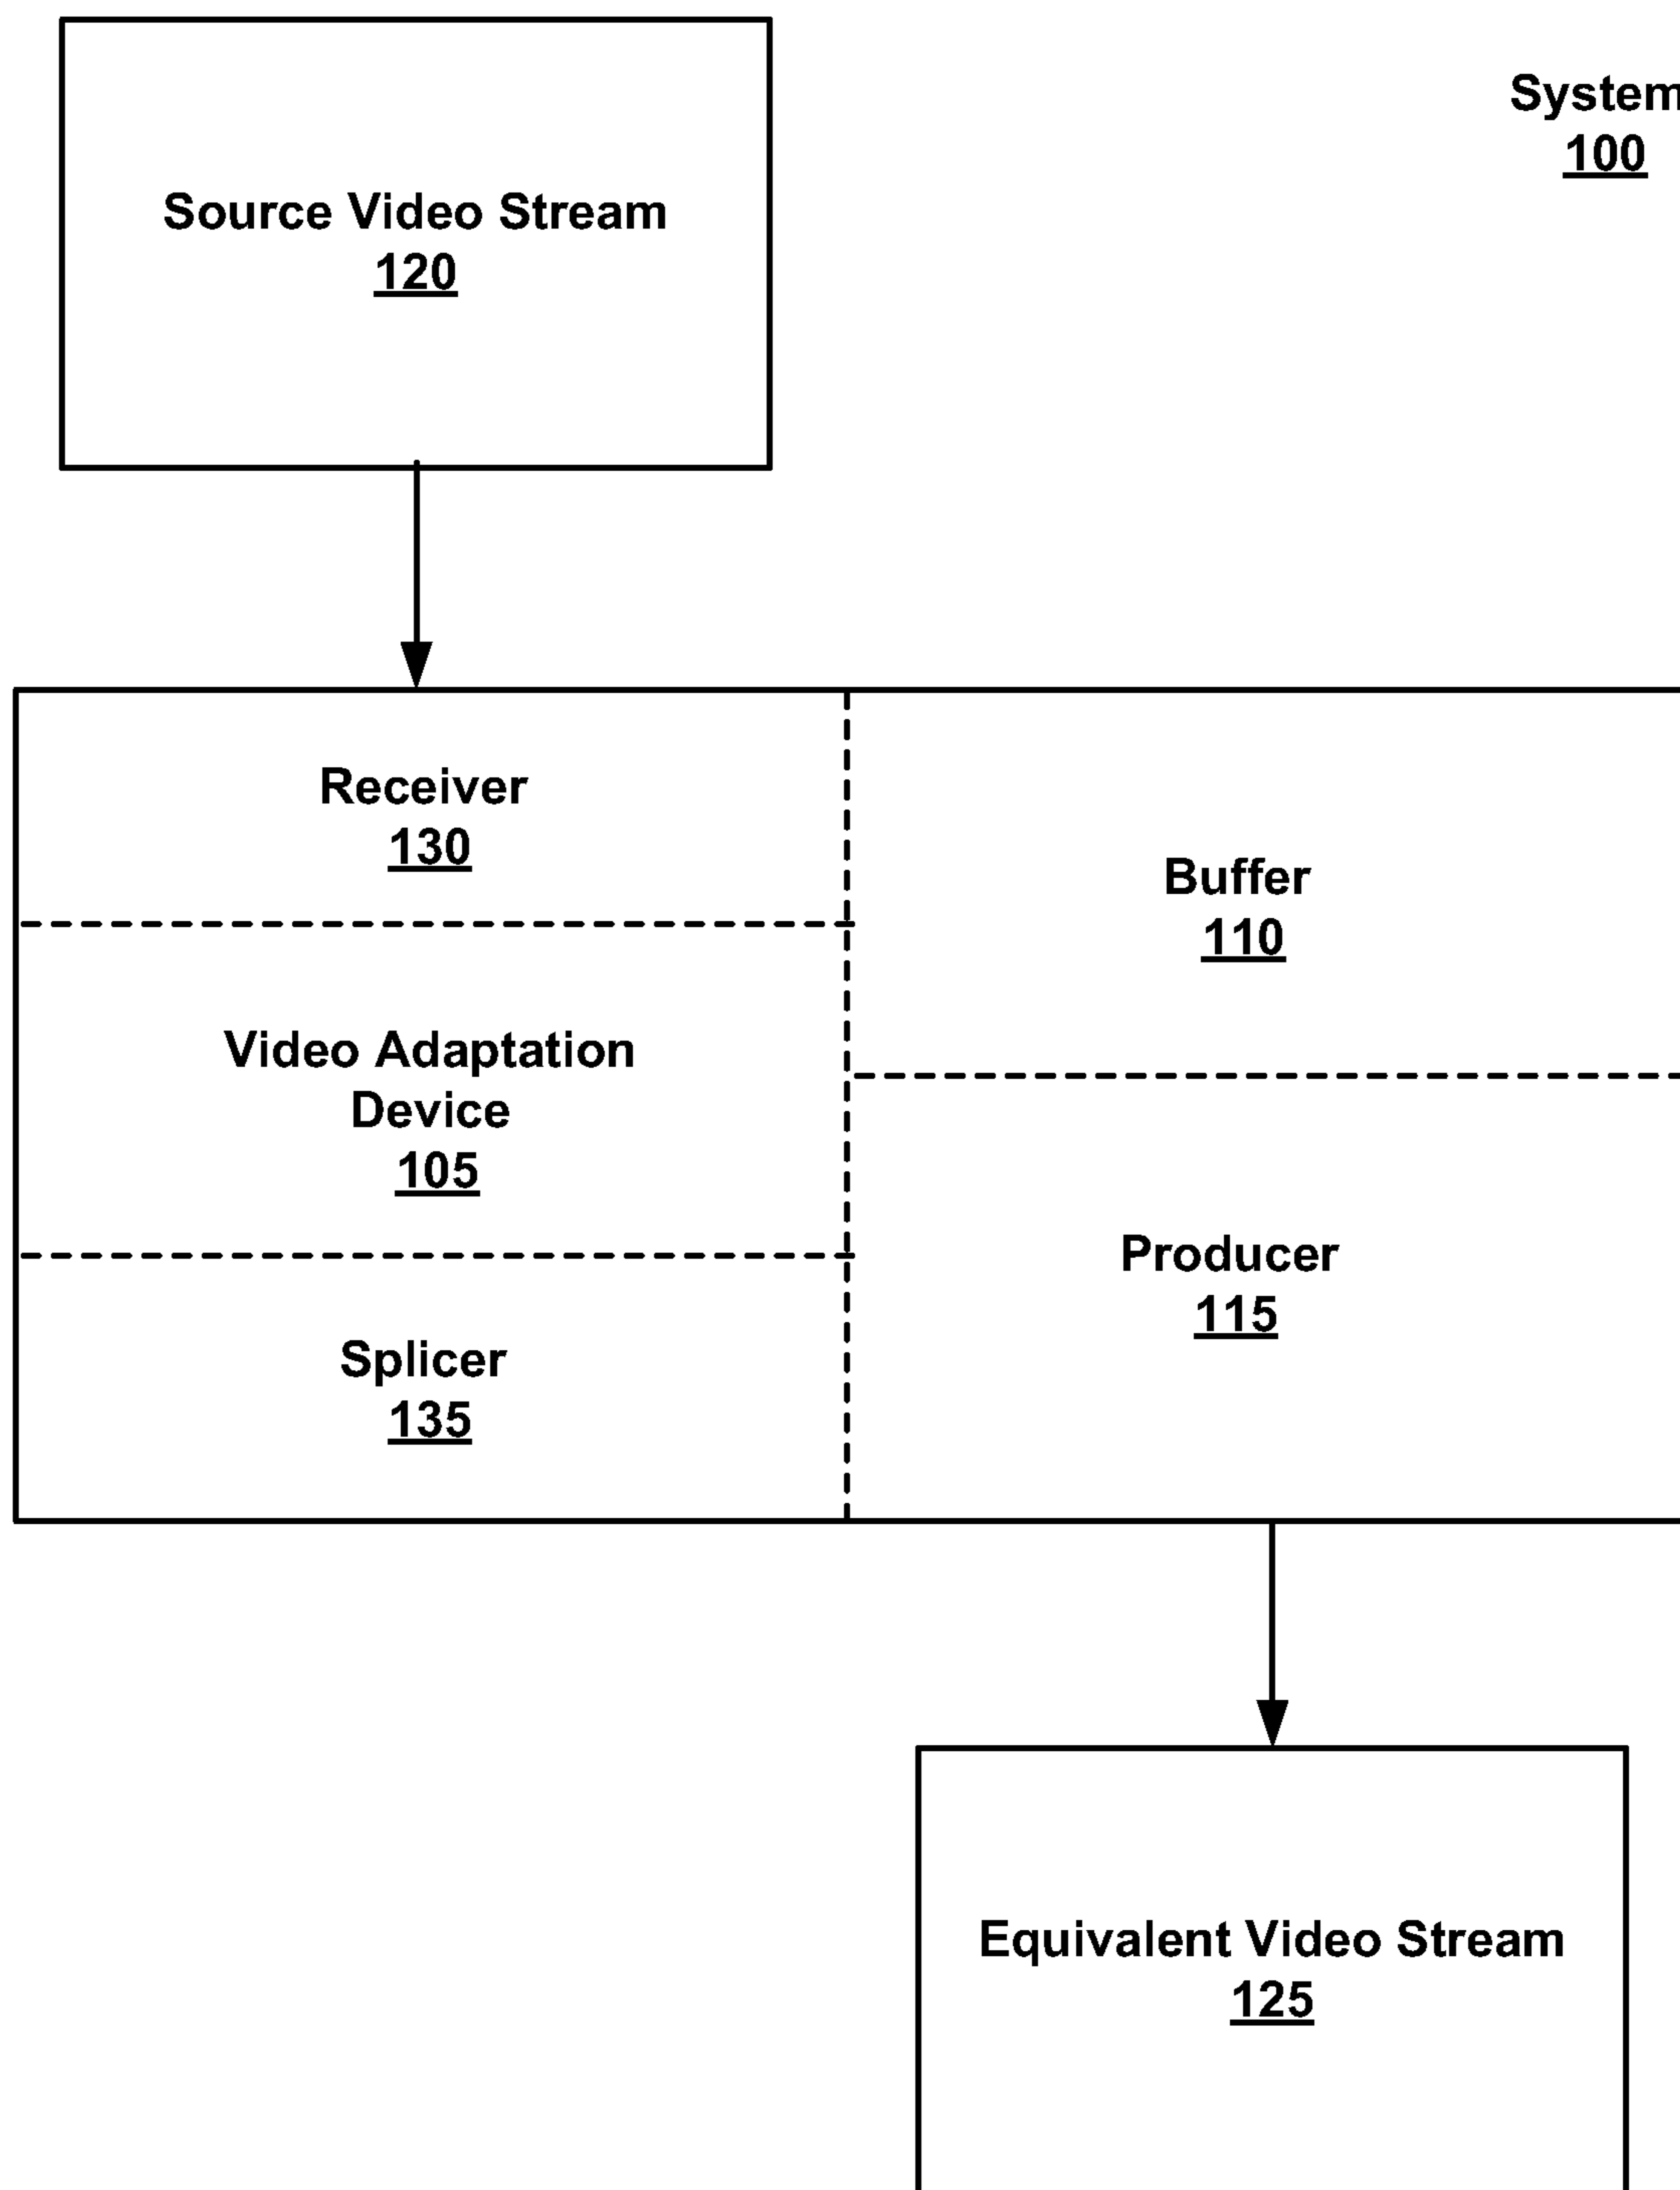 Source Video Stream
120
System
100
Receiver
130
Video Adaptation
Device
105
Splicer
135
Buffer
110
Producer
115
Equivalent Video Stream
125